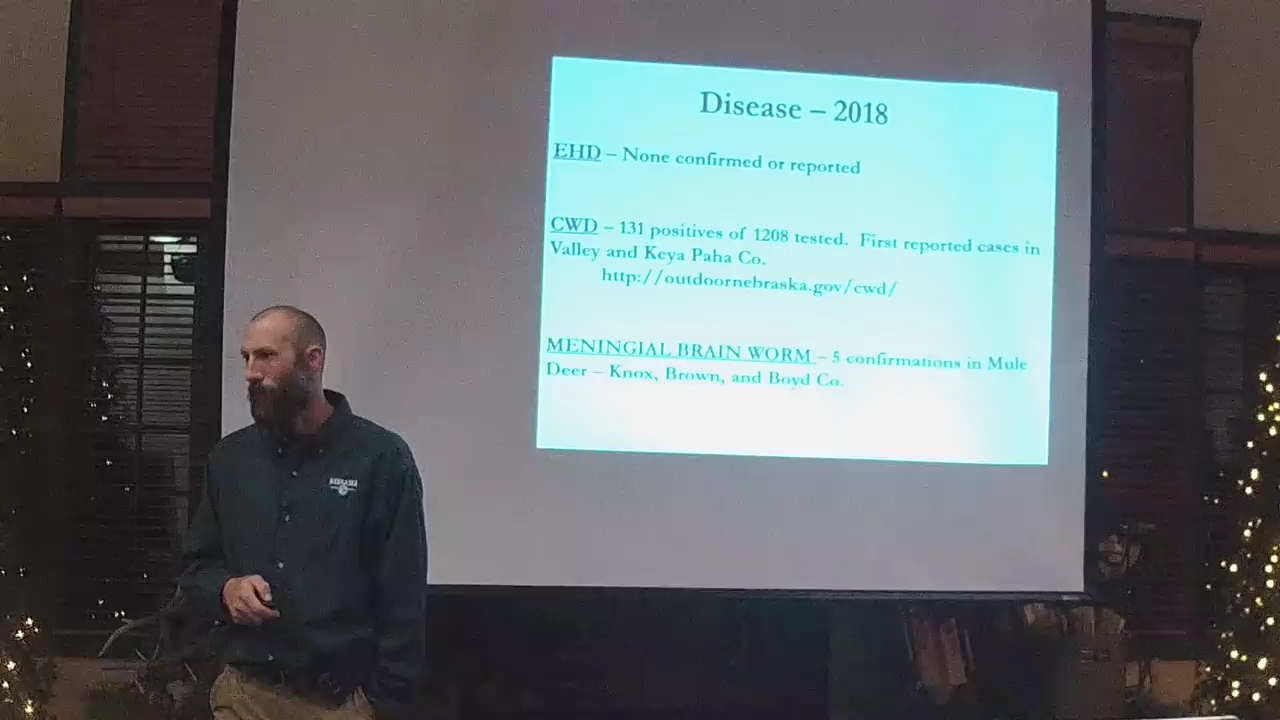 Disease – 2018
EHD – None confirmed or reported
CWD – 131 positives of 1208 tested. First reported cases in
Valley and Keya Paha Co.
http://outdoornebraska.gov/cwd/
MENINGIAL BRAIN WORM – 5 confirmations in Mule
Deer – Knox, Brown, and Boyd Co.
NEBRASKA